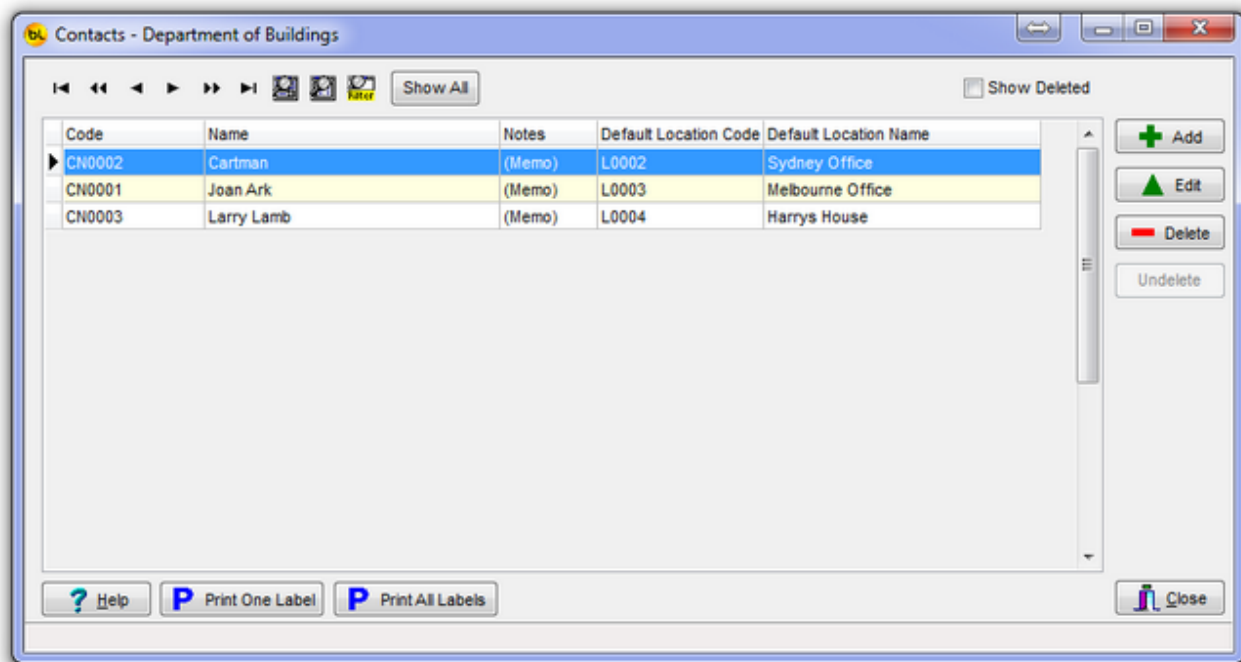 bL Contacts - Department of Buildings
Filter Show All Show Deleted
Code Name Notes Default Location Code Default Location Name
CN0002 Cartman (Memo) L0002 Sydney Office
CN0001 Joan Ark (Memo) L0003 Melbourne Office
CN0003 Larry Lamb (Memo) L0004 Harrys House
Add
Edit
Delete
Undelete
? Help P Print One Label P Print All Labels Close